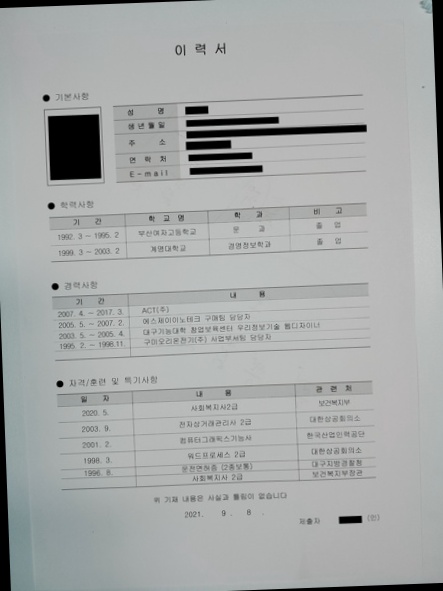 이 력 서
● 기본사항
성 명
생년월일
주 소
연 락 처
E-mail
● 학력사항
기 간 학 교 명 학 과 비 고
1992. 3 ~ 1995. 2 부산여자고등학교 문 과 졸 업
1999. 3 ~ 2003. 2 계명대학교 경영정보학과 졸 업
● 경력사항
기 간 내 용
2007. 4. ~ 2017. 3. ACT(주)
2005. 5. ~ 2007. 2. 에스제이이노테크 구매팀 담당자
2003. 5. ~ 2005. 4. 대구기능대학 창업보육센터 우리정보기술 웹디자이너
1995. 2. ~ 1998.11. 구미오리온전기(주) 사업부서팀 담당자
● 자격/훈련 및 특기사항
일 자 내 용 관 련 처
2020. 5. 사회복지사2급 보건복지부
2003. 9. 전자상거래관리사 2급 대한상공회의소
2001. 2. 컴퓨터그래픽스기능사 한국산업인력공단
1998. 3. 워드프로세스 2급 대한상공회의소
1996. 8. 운전면허증 (2종보통) 대구지방경찰청
사회복지사 2급 보건복지부장관
위 기재 내용은 사실과 틀림이 없습니다
2021. 9 . 8 .
제출자 (인)